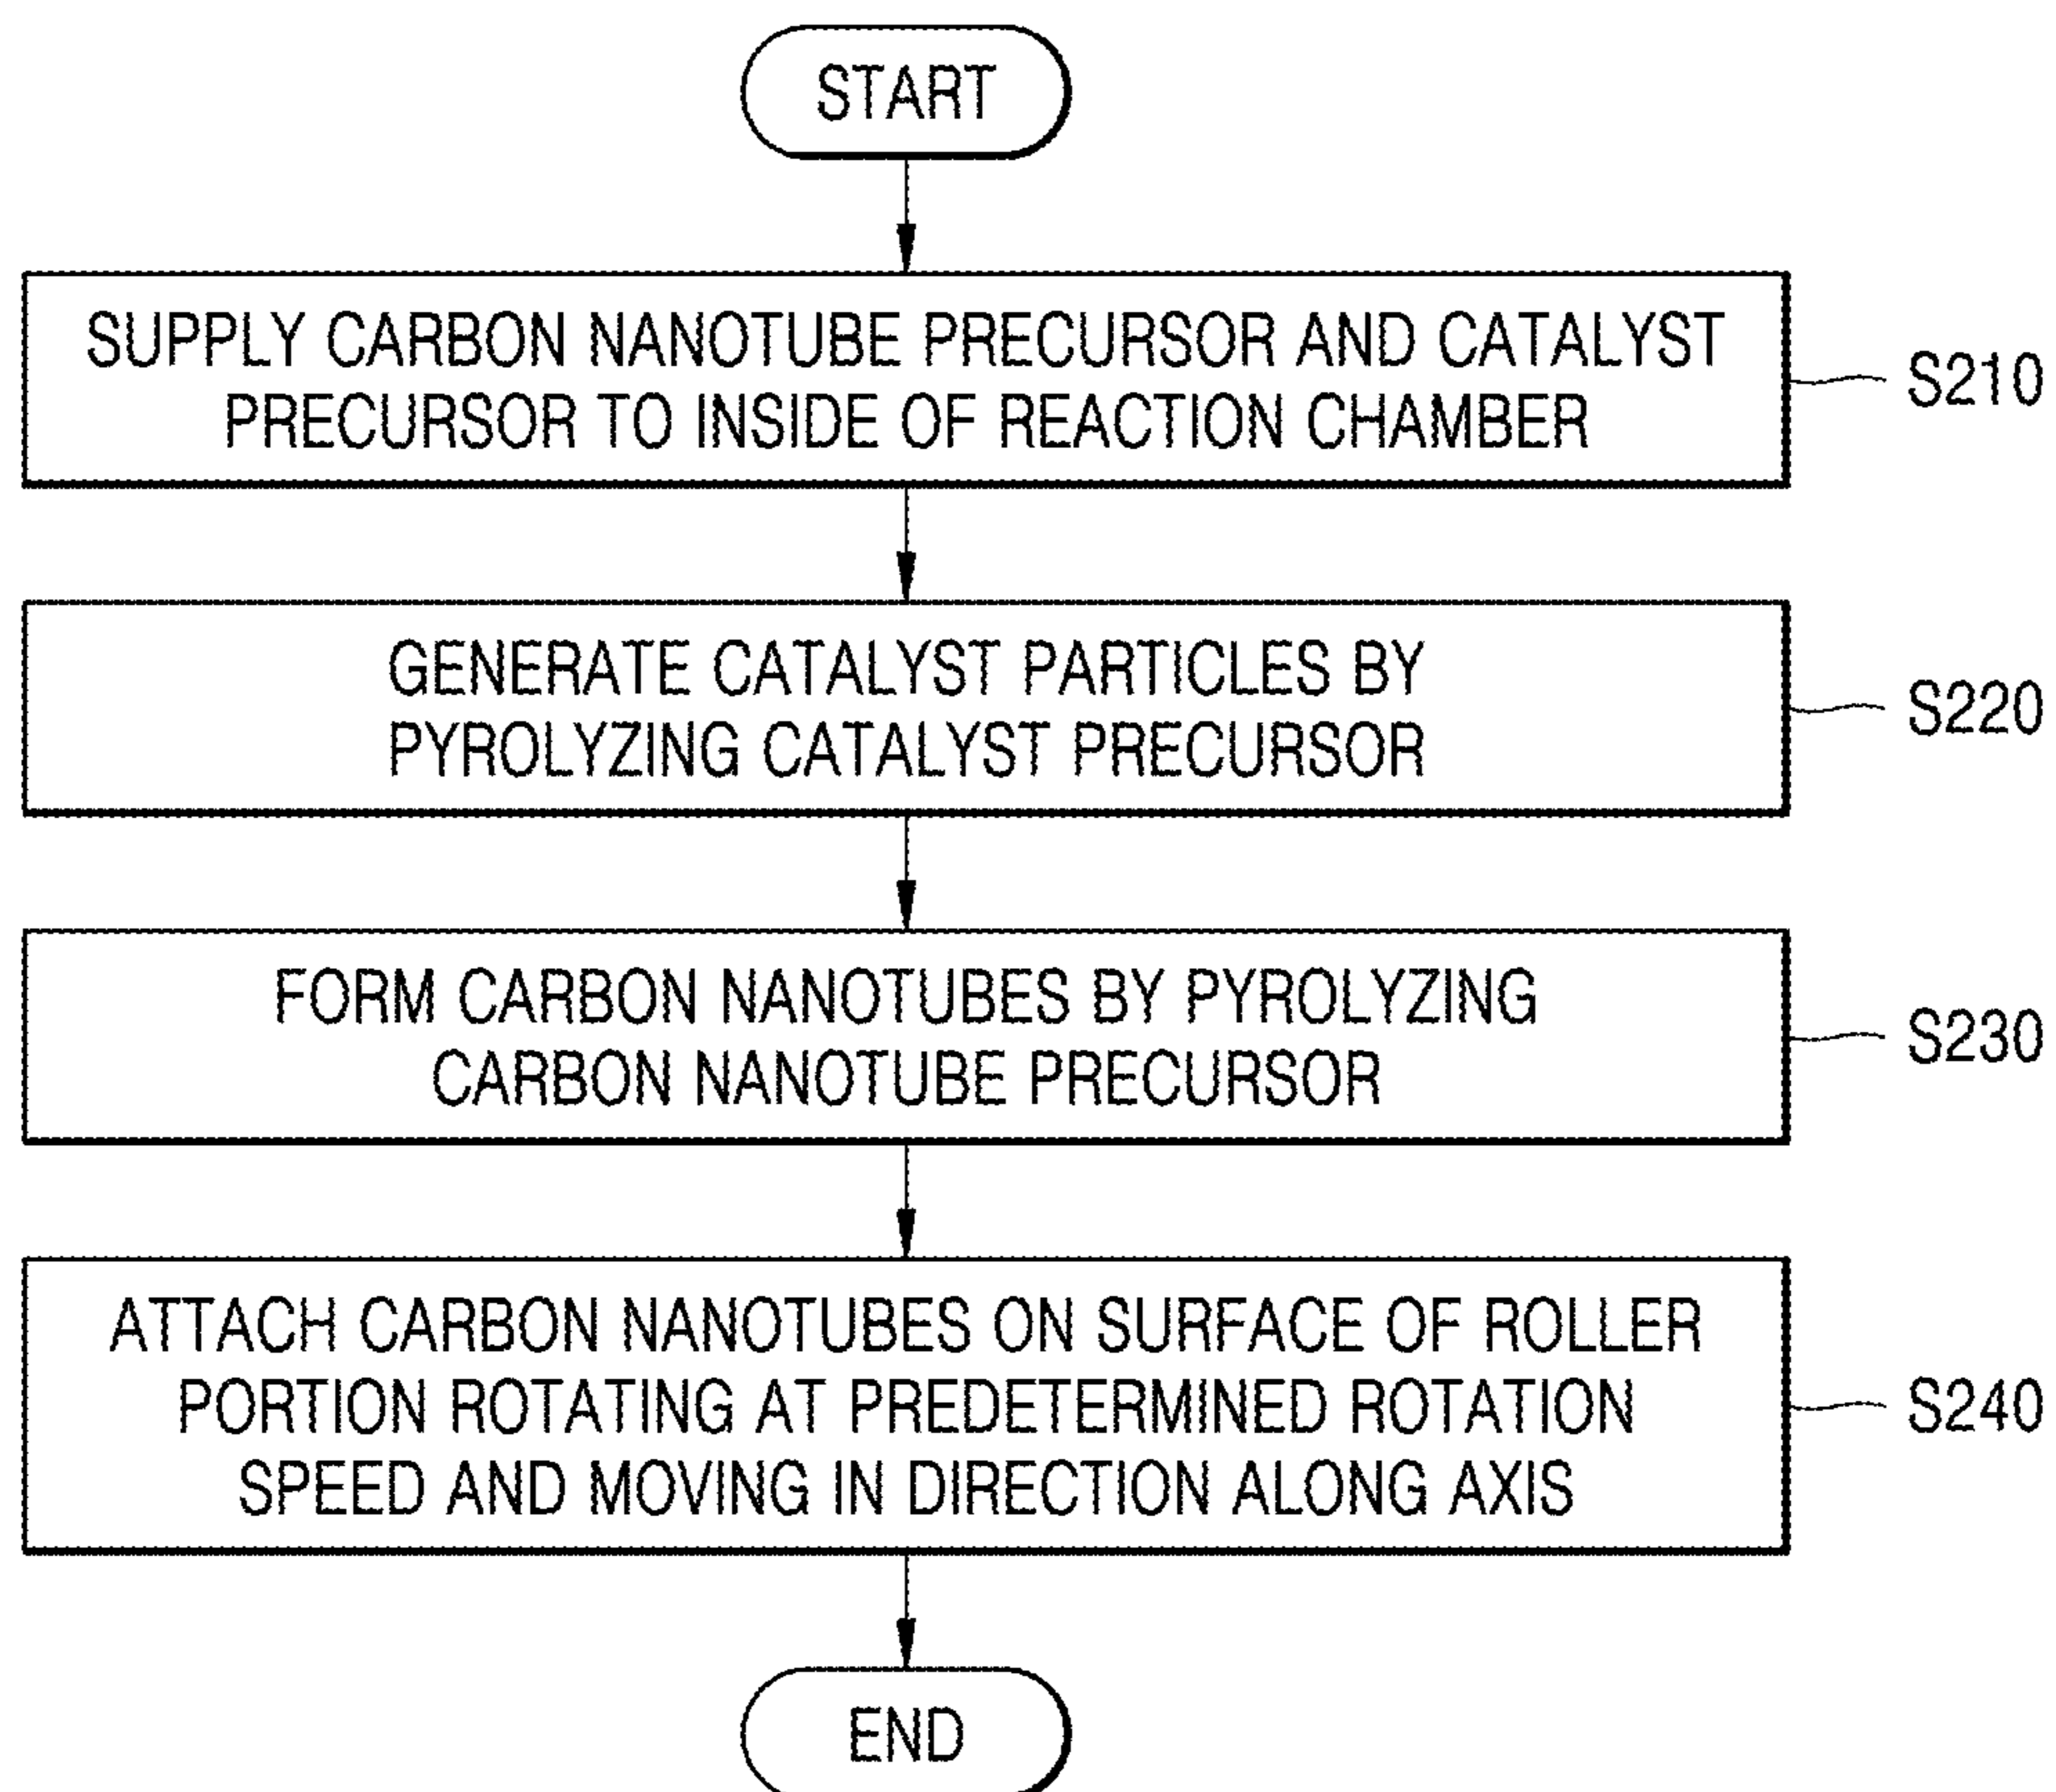 START
SUPPLY CARBON NANOTUBE PRECURSOR AND CATALYST
PRECURSOR TO INSIDE OF REACTION CHAMBER
S210
GENERATE CATALYST PARTICLES BY
PYROLYZING CATALYST PRECURSOR
S220
FORM CARBON NANOTUBES BY PYROLYZING
CARBON NANOTUBE PRECURSOR
S230
ATTACH CARBON NANOTUBES ON SURFACE OF ROLLER
PORTION ROTATING AT PREDETERMINED ROTATION
SPEED AND MOVING IN DIRECTION ALONG AXIS
S240
END